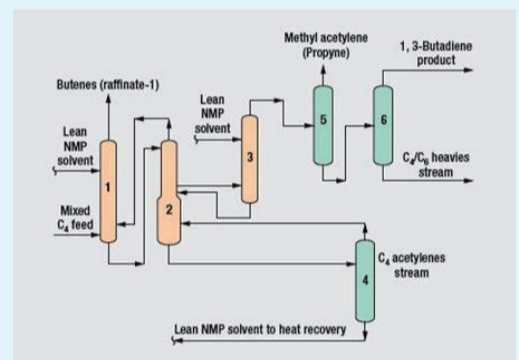 Methyl acetylene
(Propyne)
1, 3-Butadiene
product
Butenes (raffinate-1)
Lean
NMP
solvent
Lean
NMP
solvent
5
6
3
C₄/C₆ heavies
stream
1
Mixed
C₄ feed
2
C₄ acetylenes
stream
4
Lean NMP solvent to heat recovery